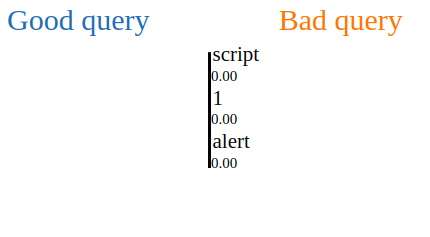 Good query
Bad query
script
0.00
1
0.00
alert
0.00